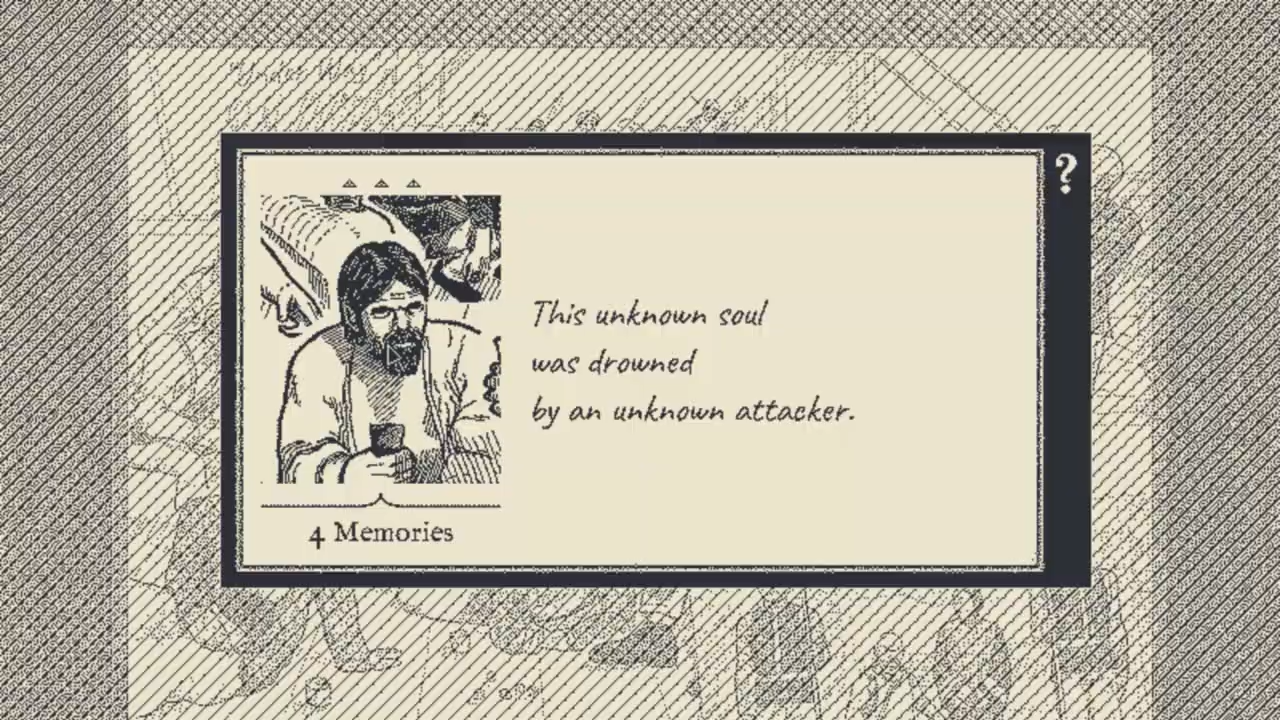 ?
This unknown soul
was drowned
by an unknown attacker.
4 Memories